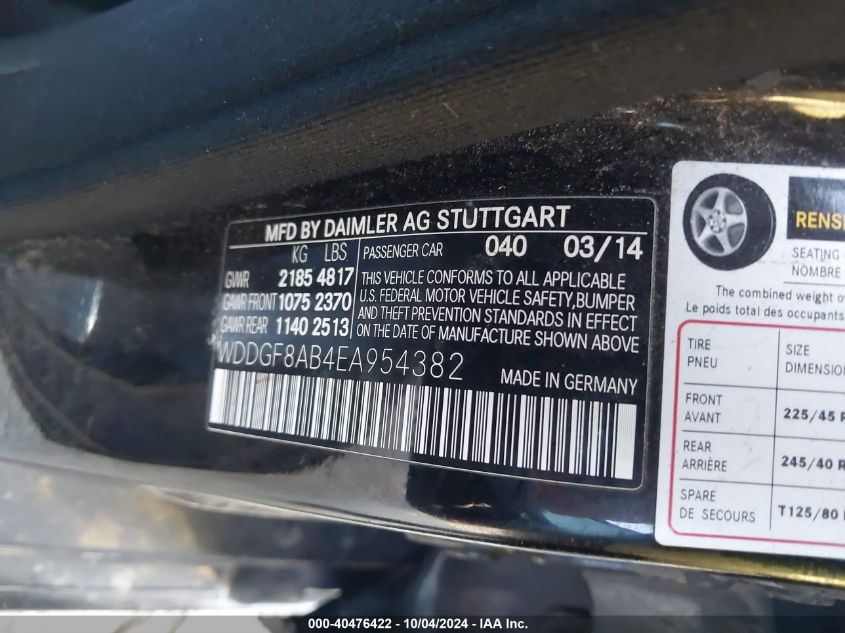 MFD BY DAIMLER AG STUTTGART
KG LBS
GVWR 2185 4817
GAWR FRONT 1075 2370
GAWR REAR 1140 2513
PASSENGER CAR 040 03/14
THIS VEHICLE CONFORMS TO ALL APPLICABLE
U.S. FEDERAL MOTOR VEHICLE SAFETY, BUMPER
AND THEFT PREVENTION STANDARDS IN EFFECT
ON THE DATE OF MANUFACTURE SHOWN ABOVE
WDDGF8AB4EA954382
MADE IN GERMANY
SEATING
NOMBRE
The combined weight
Le poids total des occupants
TIRE
PNEU
SIZE
FRONT
AVANT
225/45 R
REAR
ARRIÈRE
245/40 R
SPARE
DE SECOURS
T125/80
000-40476422 - 10/04/2024 - IAA Inc.